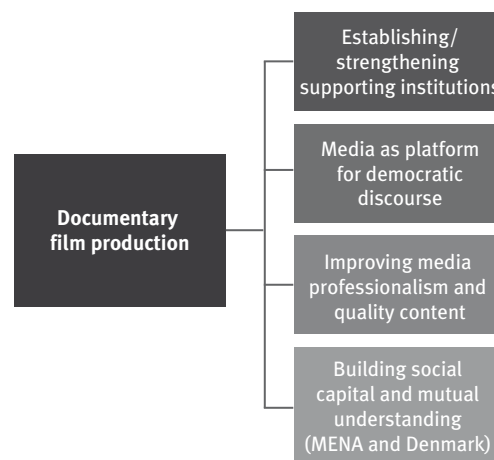 Documentary
film production
Establishing/
strengthening
supporting institutions
Media as platform
for democratic
discourse
Improving media
professionalism and
quality content
Building social
capital and mutual
understanding
(MENA and Denmark)